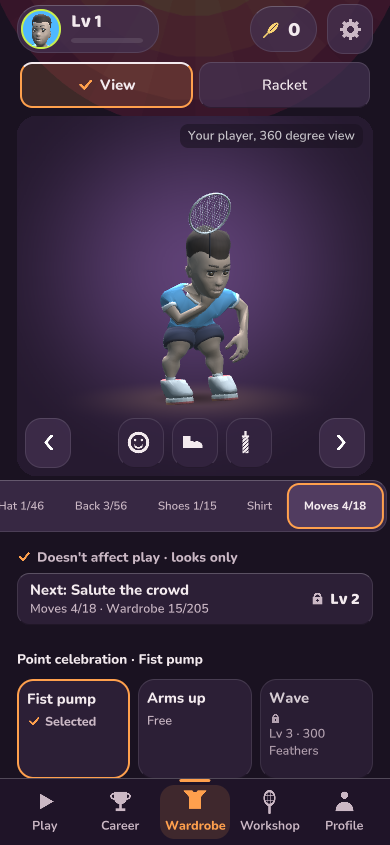 Lv 1
0
View
Racket
Your player, 360 degree view
Hat 1/46
Back 3/56
Shoes 1/15
Shirt
Moves 4/18
Doesn't affect play · looks only
Next: Salute the crowd
Moves 4/18 · Wardrobe 15/205
Lv 2
Point celebration · Fist pump
Fist pump
Selected
Arms up
Free
Wave
Lv 3 · 300
Feathers
Play
Career
Wardrobe
Workshop
Profile